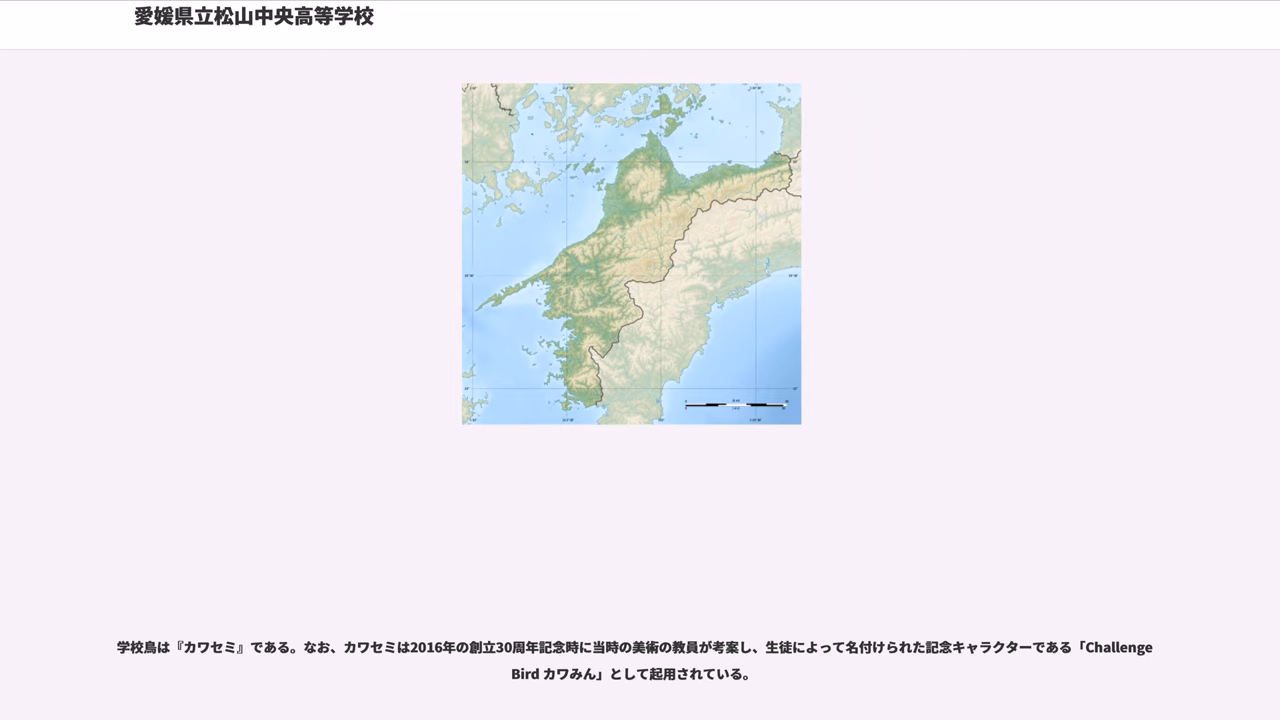 愛媛県立松山中央高等学校
学校鳥は『カワセミ』である。なお、カワセミは2016年の創立30周年記念時に当時の美術の教員が考案し、生徒によって名付けられた記念キャラクターである「Challenge
Bird カワみん」として起用されている。